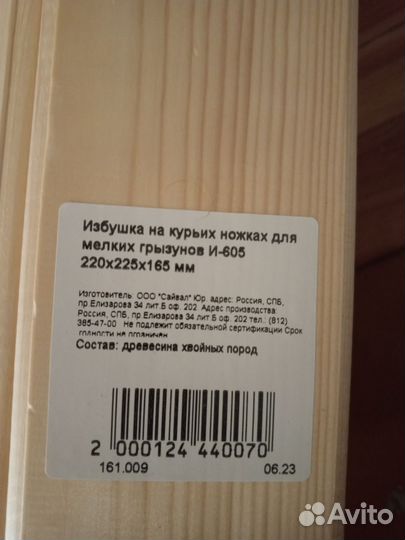 Избушка на курьих ножках для
мелких грызунов И-605
220х225х165 мм
Изготовитель: ООО "Сайвал" Юр. адрес: Россия, СПБ,
пр Елизарова 34 лит.Б оф. 202. Адрес производства:
Россия, СПБ, пр Елизарова 34 лит Б оф. 202 тел.: (812)
385-47-00 Не подлежит обязательной сертификации Срок
годности не ограничен
Состав: древесина хвойных пород
2 000124 440070
161.009 06.23
Avito